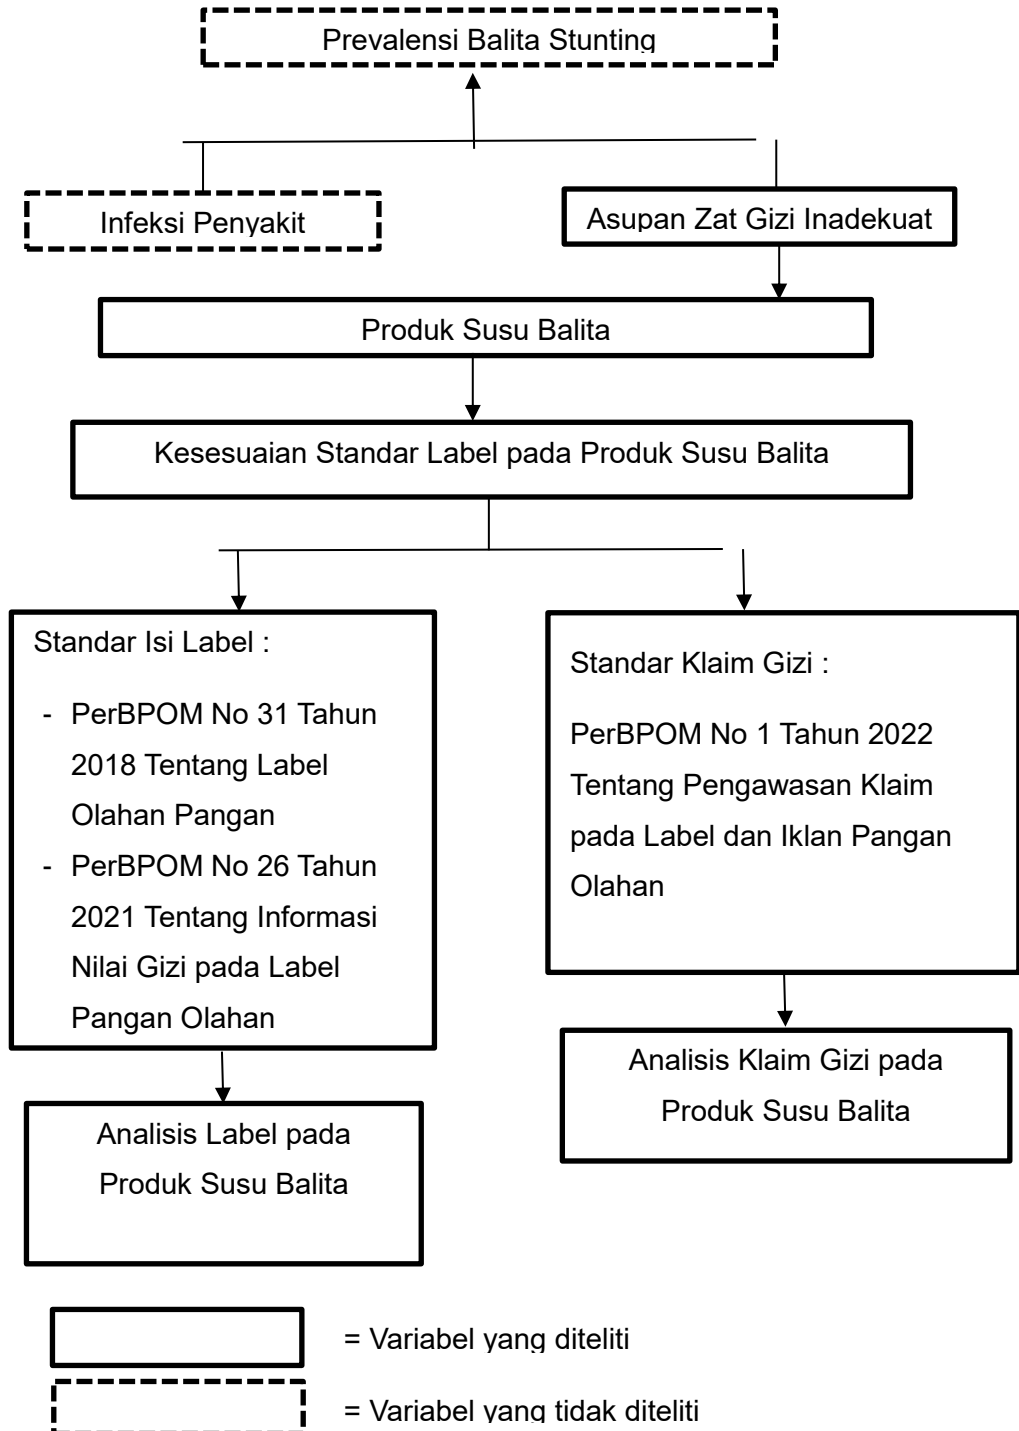 Prevalensi Balita Stunting
Infeksi Penyakit
Asupan Zat Gizi Inadekuat
Produk Susu Balita
Kesesuaian Standar Label pada Produk Susu Balita
Standar Isi Label :
- PerBPOM No 31 Tahun
2018 Tentang Label
Olahan Pangan
- PerBPOM No 26 Tahun
2021 Tentang Informasi
Nilai Gizi pada Label
Pangan Olahan
Standar Klaim Gizi :
PerBPOM No 1 Tahun 2022
Tentang Pengawasan Klaim
pada Label dan Iklan Pangan
Olahan
Analisis Label pada
Produk Susu Balita
Analisis Klaim Gizi pada
Produk Susu Balita
= Variabel yang diteliti
= Variabel yang tidak diteliti